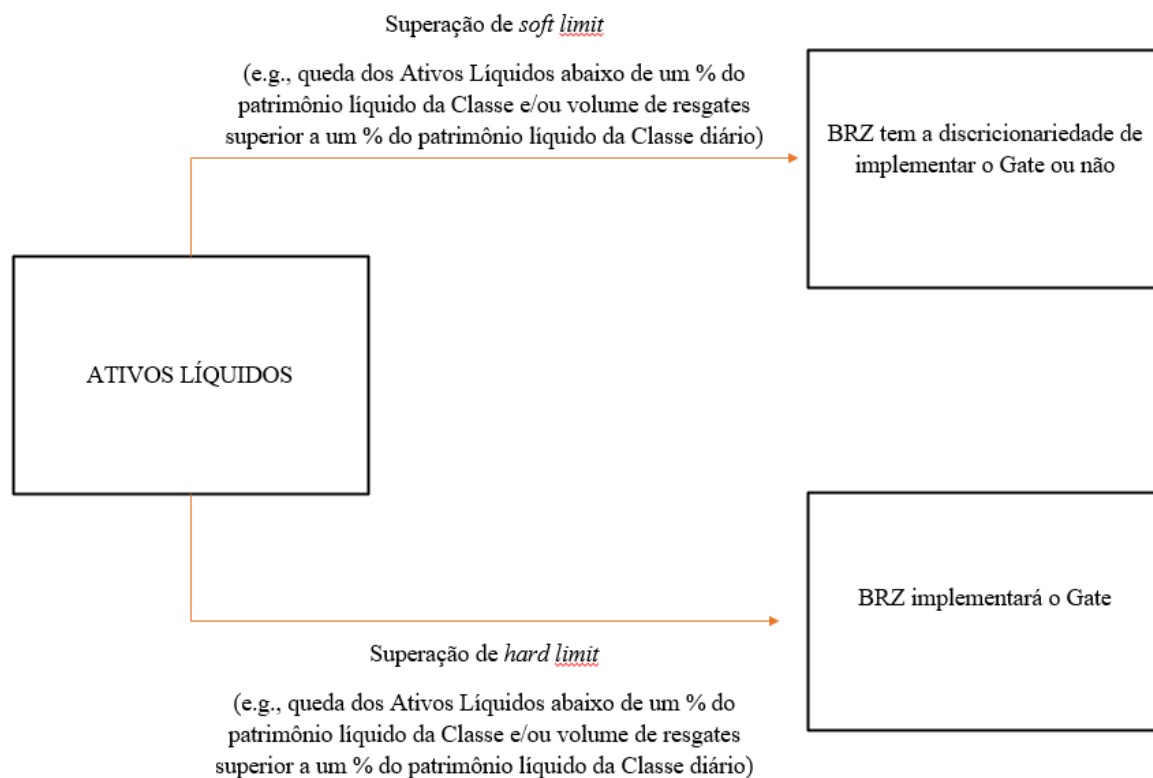 Superação de soft limit
(e.g., queda dos Ativos Líquidos abaixo de um % do
patrimônio líquido da Classe e/ou volume de resgates
superior a um % do patrimônio líquido da Classe diário)
BRZ tem a discricionariedade de
implementar o Gate ou não
ATIVOS LÍQUIDOS
BRZ implementará o Gate
Superação de hard limit
(e.g., queda dos Ativos Líquidos abaixo de um % do
patrimônio líquido da Classe e/ou volume de resgates
superior a um % do patrimônio líquido da Classe diário)